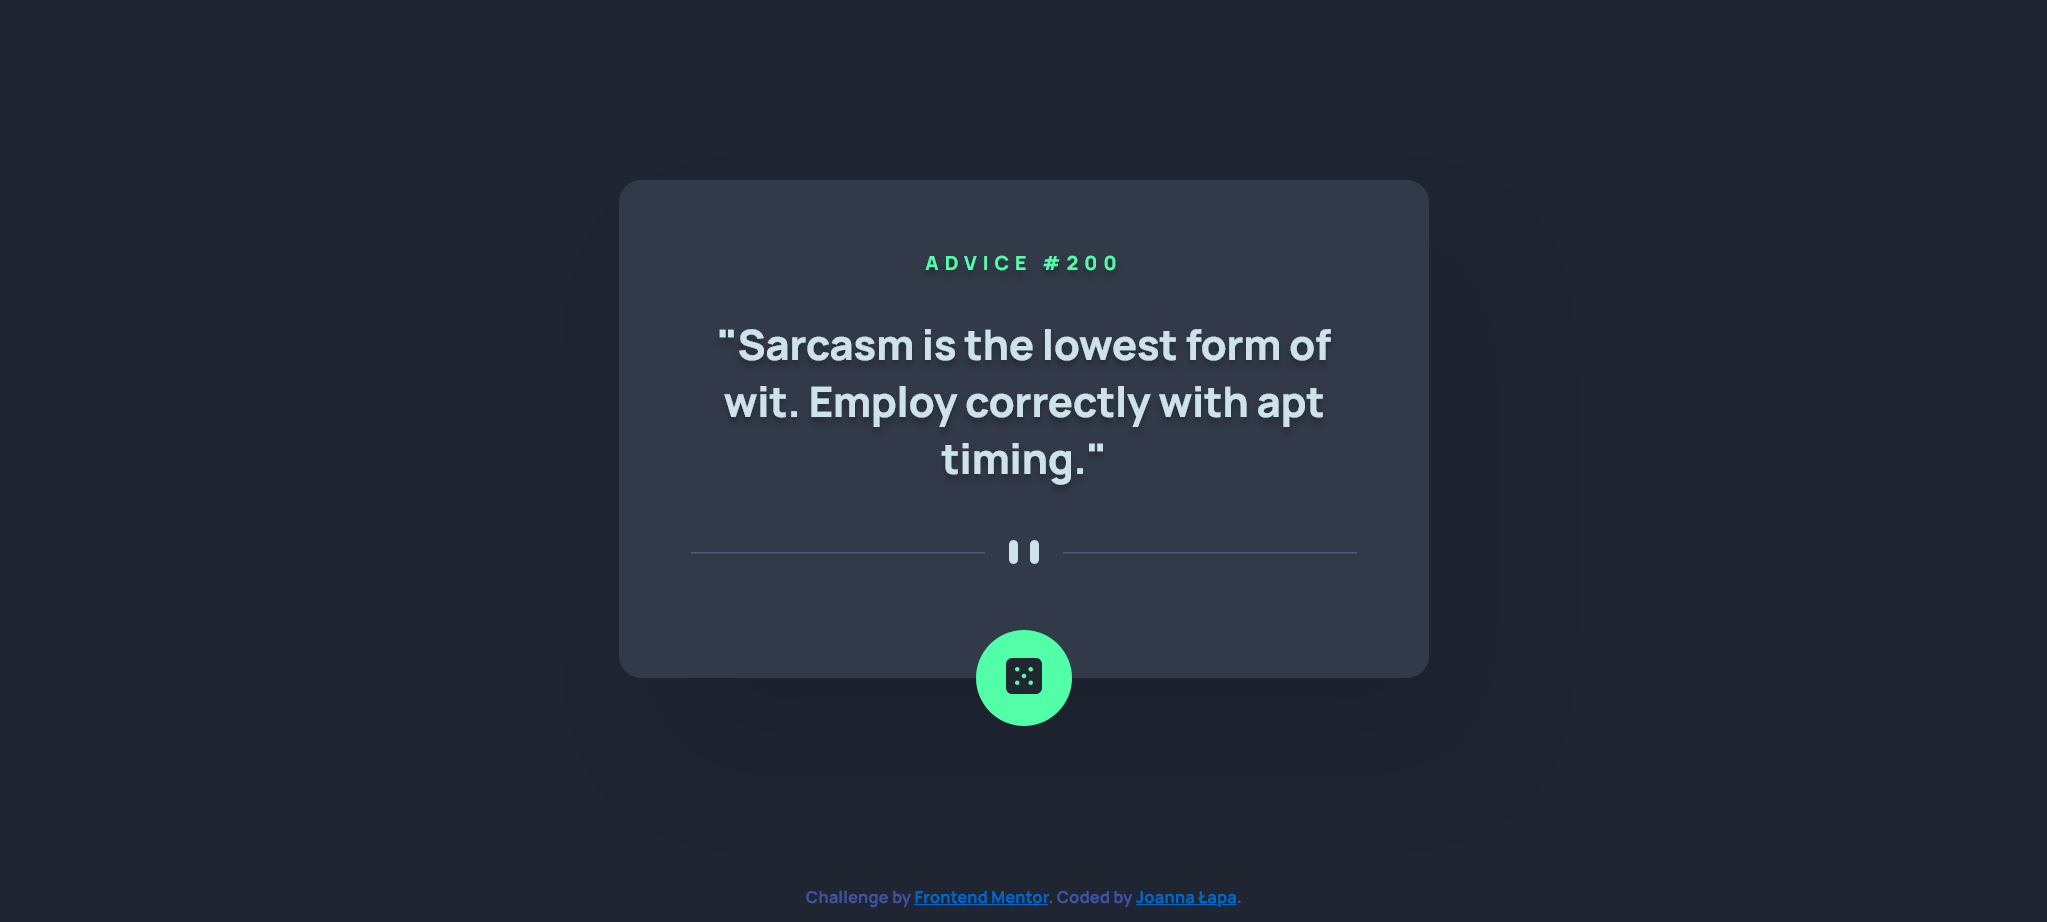 ADVICE #200
"Sarcasm is the lowest form of
wit. Employ correctly with apt
timing."
Challenge by Frontend Mentor. Coded by Joanna Łapa.